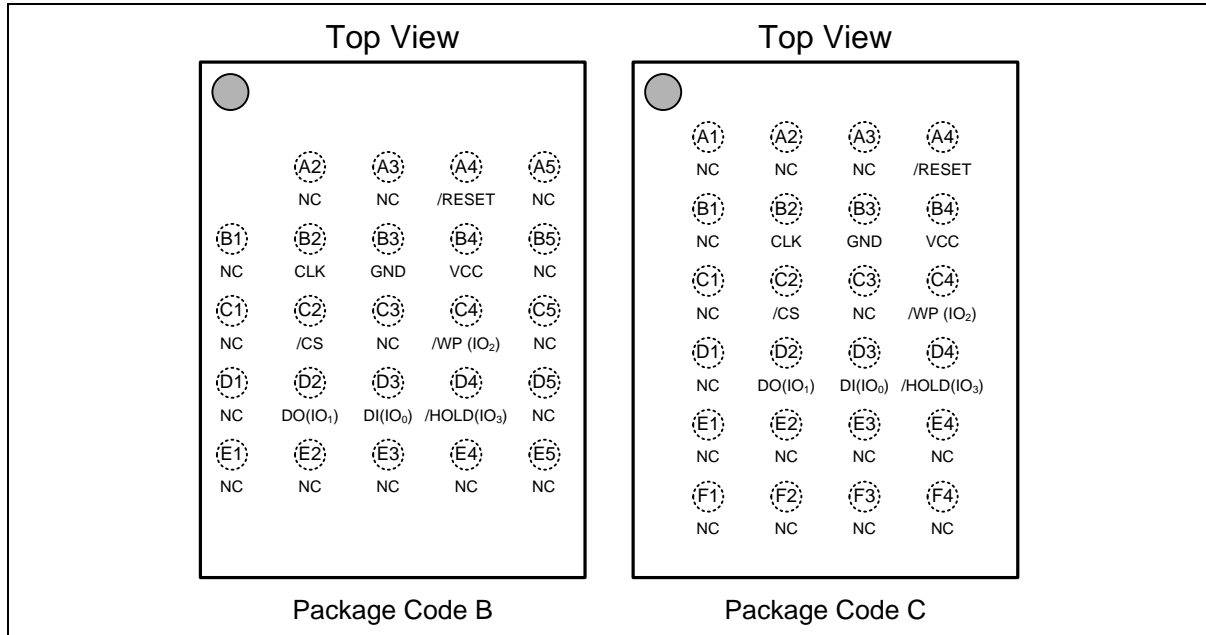 Top View
A2 A3 A4 A5
NC NC /RESET NC
B1 B2 B3 B4 B5
NC CLK GND VCC NC
C1 C2 C3 C4 C5
NC /CS NC /WP (IO₂) NC
D1 D2 D3 D4 D5
NC DO(IO₁) DI(IO₀) /HOLD(IO₃) NC
E1 E2 E3 E4 E5
NC NC NC NC NC
Package Code B
Top View
A1 A2 A3 A4
NC NC NC /RESET
B1 B2 B3 B4
NC CLK GND VCC
C1 C2 C3 C4
NC /CS NC /WP (IO₂)
D1 D2 D3 D4
NC DO(IO₁) DI(IO₀) /HOLD(IO₃)
E1 E2 E3 E4
NC NC NC NC
F1 F2 F3 F4
NC NC NC NC
Package Code C